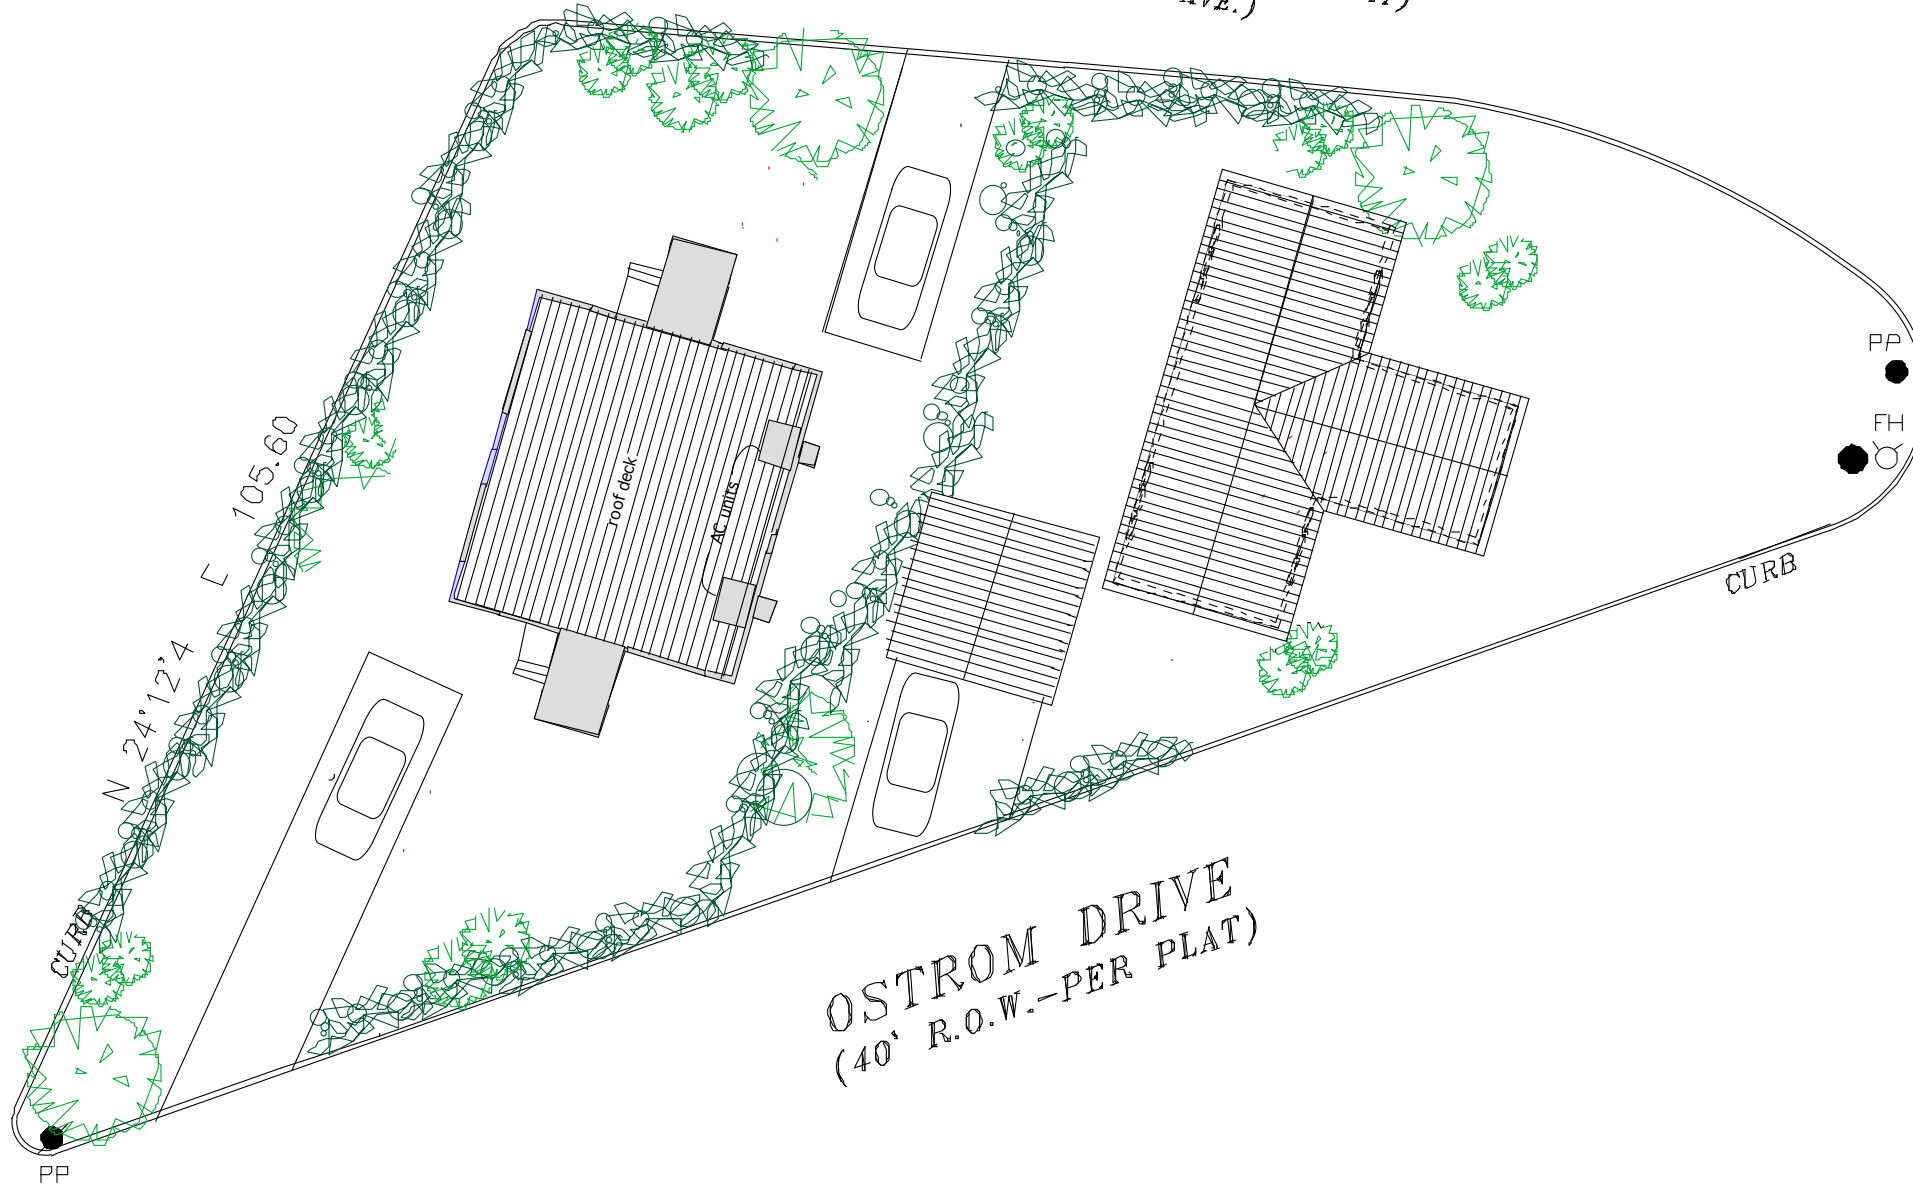 AVE.)
PP
FH
105.60
E
roof deck
AC units
CURB
N 24°12'4
CURB
OSTROM DRIVE
(40' R.O.W.-PER PLAT)
PP